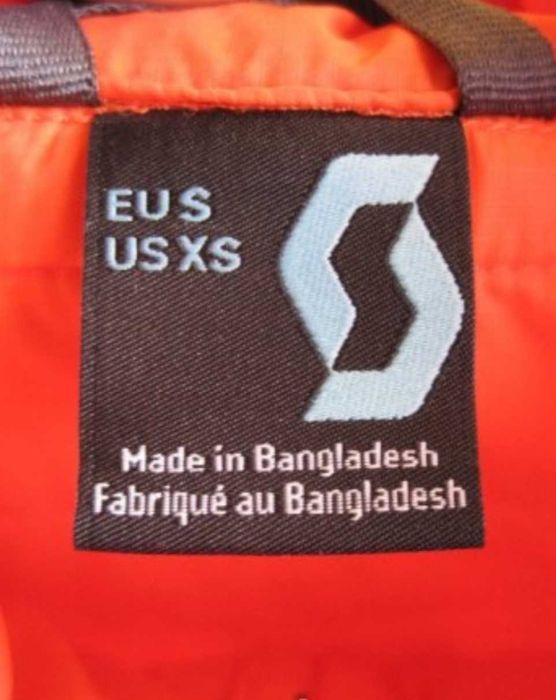 EU S
US XS
Made in Bangladesh
Fabriqué au Bangladesh